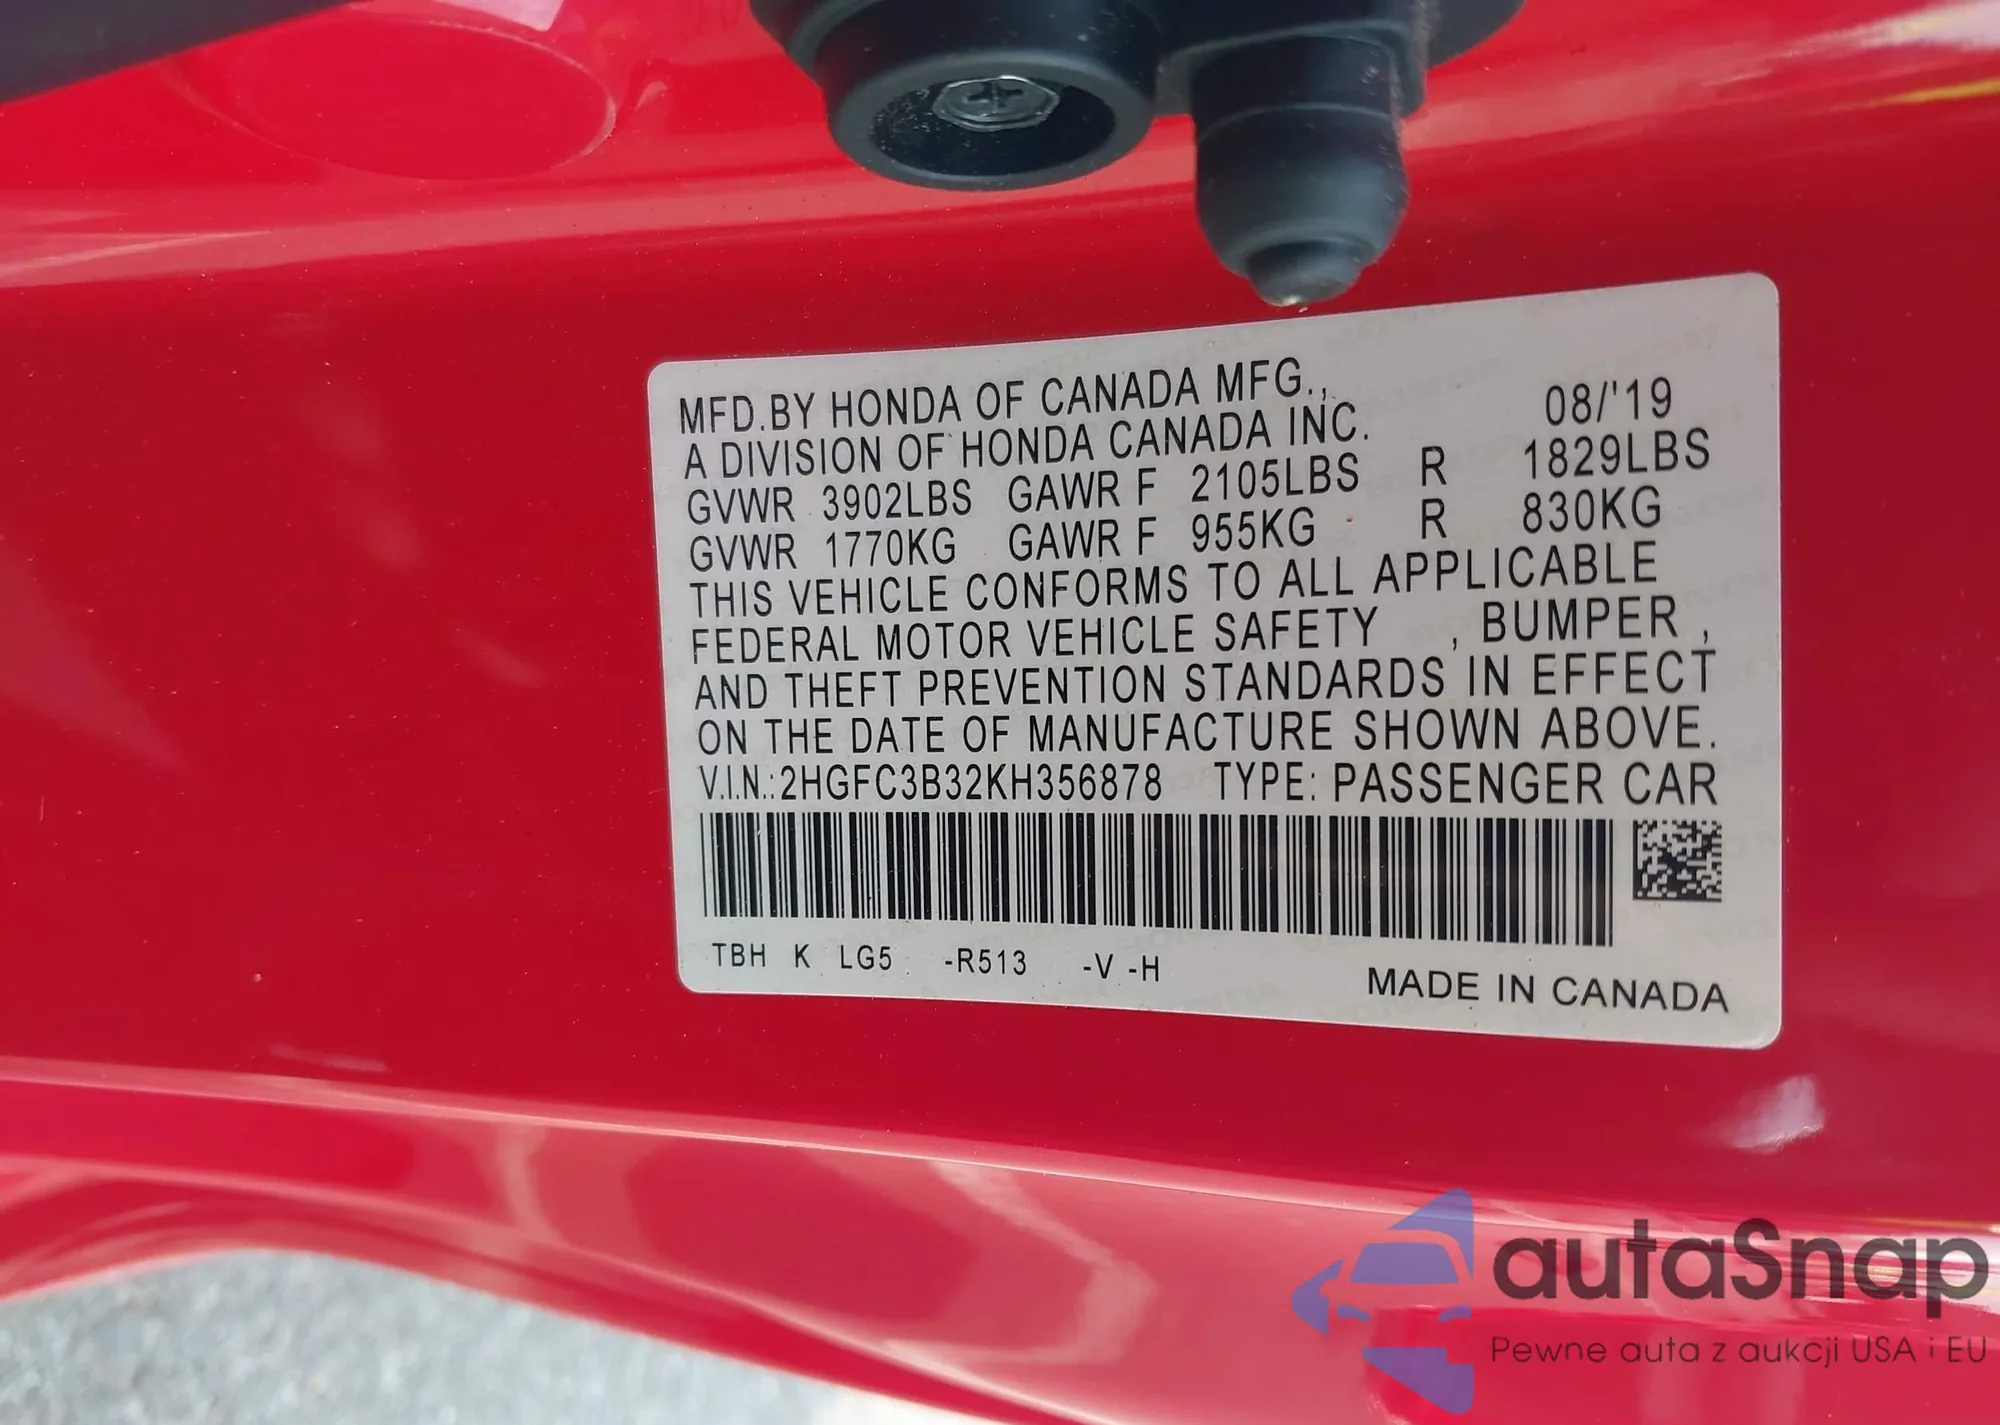 MFD.BY HONDA OF CANADA MFG.,
A DIVISION OF HONDA CANADA INC. 08/'19
GVWR 3902LBS GAWR F 2105LBS R 1829LBS
GVWR 1770KG GAWR F 955KG R 830KG
THIS VEHICLE CONFORMS TO ALL APPLICABLE
FEDERAL MOTOR VEHICLE SAFETY , BUMPER ,
AND THEFT PREVENTION STANDARDS IN EFFECT
ON THE DATE OF MANUFACTURE SHOWN ABOVE.
V.I.N.:2HGFC3B32KH356878 TYPE: PASSENGER CAR
TBH K LG5 -R513 -V -H
MADE IN CANADA
autaSnap
Pewne auta z aukcji USA i EU